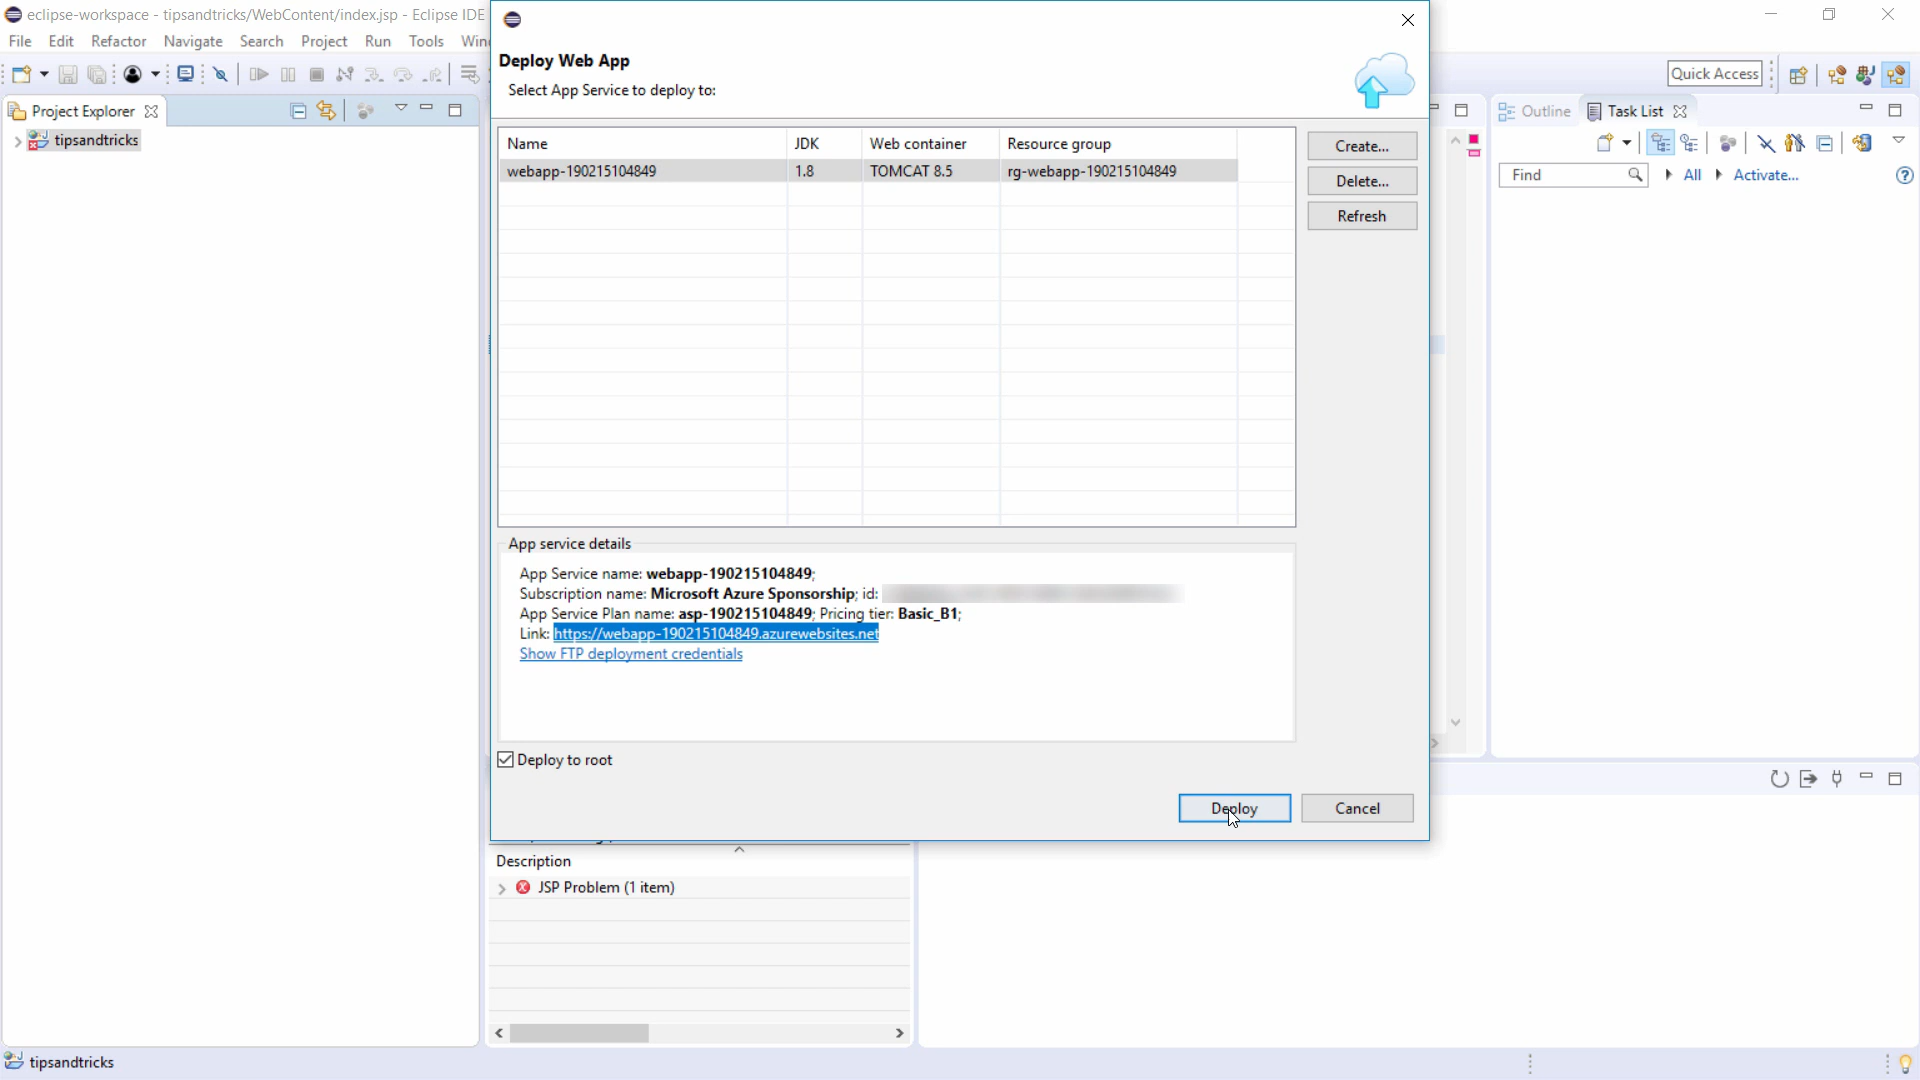 eclipse-workspace - tipsandtricks/WebContent/index.jsp - Eclipse IDE
File Edit Refactor Navigate Search Project Run Tools
Quick Access
Project Explorer
tipsandtricks
Deploy Web App
Select App Service to deploy to:
Name JDK Web container Resource group
webapp-190215104849 1.8 TOMCAT 8.5 rg-webapp-190215104849
Create...
Delete...
Refresh
App service details
App Service name: webapp-190215104849;
Subscription name: Microsoft Azure Sponsorship; id:
App Service Plan name: asp-190215104849; Pricing tier: Basic_B1;
Link: https://webapp-190215104849.azurewebsites.net
Show FTP deployment credentials
Deploy to root
Deploy Cancel
Outline Task List
Find All Activate...
Description
JSP Problem (1 item)
tipsandtricks